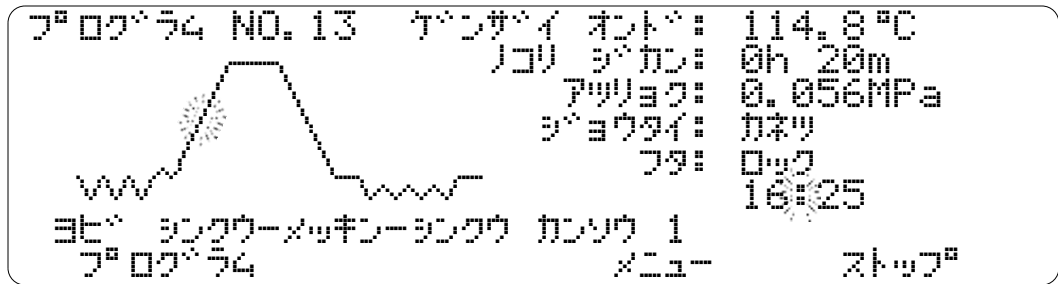 プログラム NO. 13 ゲンザイ オンド: 114.8°C
ノコリ ジカン: 0h 20m
アツリョク: 0.056MPa
ジョウタイ: カネツ
フタ: ロック
16:25
ヨビ シンクウーメッキンーシンクウ カンソウ 1
プログラム メニュー ストップ